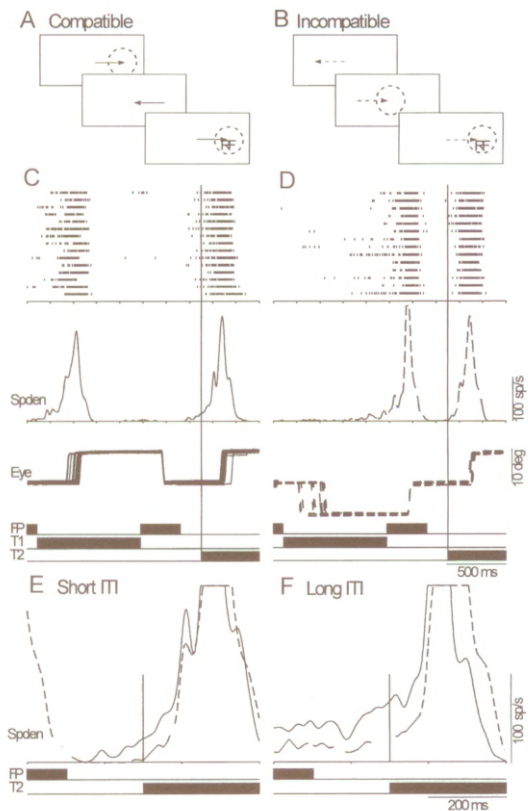 A Compatible
B Incompatible
RF
RF
C
D
Spden
100 sp/s
Eye
10 deg
FP
T1
T2
500 ms
E Short ITI
F Long ITI
Spden
100 sp/s
FP
T2
200 ms